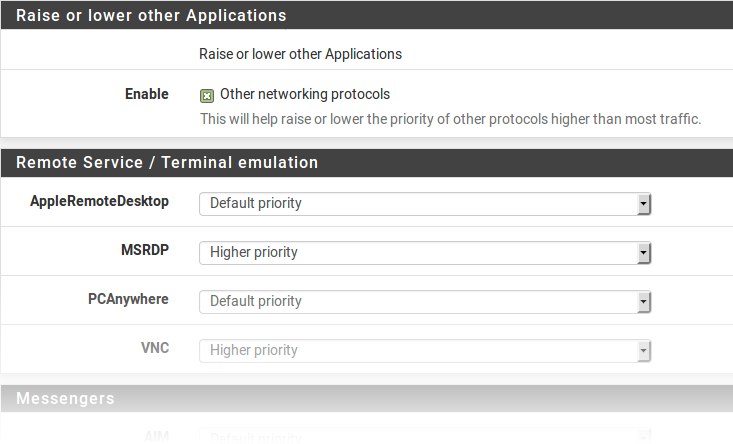 Raise or lower other Applications
Raise or lower other Applications
Enable Other networking protocols
This will help raise or lower the priority of other protocols higher than most traffic.
Remote Service / Terminal emulation
AppleRemoteDesktop Default priority
MSRDP Higher priority
PCAnywhere Default priority
VNC Higher priority
Messengers
AIM Default priority